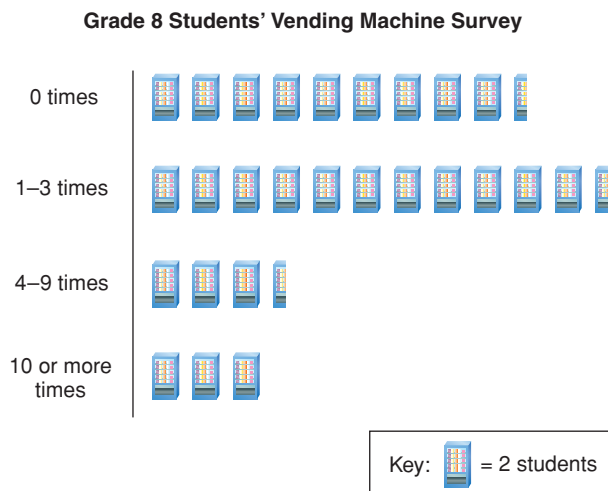 Grade 8 Students’ Vending Machine Survey
0 times
1–3 times
4–9 times
10 or more
times
Key: = 2 students